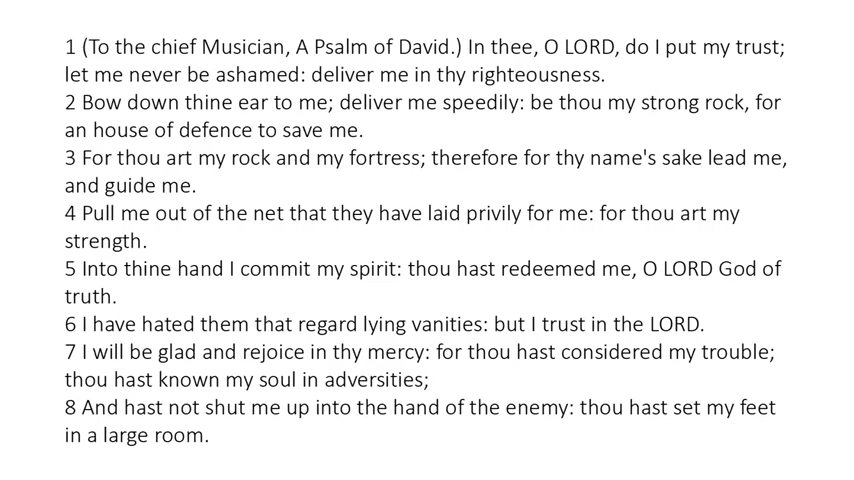 1 (To the chief Musician, A Psalm of David.) In thee, O LORD, do I put my trust;
let me never be ashamed: deliver me in thy righteousness.
2 Bow down thine ear to me; deliver me speedily: be thou my strong rock, for
an house of defence to save me.
3 For thou art my rock and my fortress; therefore for thy name's sake lead me,
and guide me.
4 Pull me out of the net that they have laid privily for me: for thou art my
strength.
5 Into thine hand I commit my spirit: thou hast redeemed me, O LORD God of
truth.
6 I have hated them that regard lying vanities: but I trust in the LORD.
7 I will be glad and rejoice in thy mercy: for thou hast considered my trouble;
thou hast known my soul in adversities;
8 And hast not shut me up into the hand of the enemy: thou hast set my feet
in a large room.